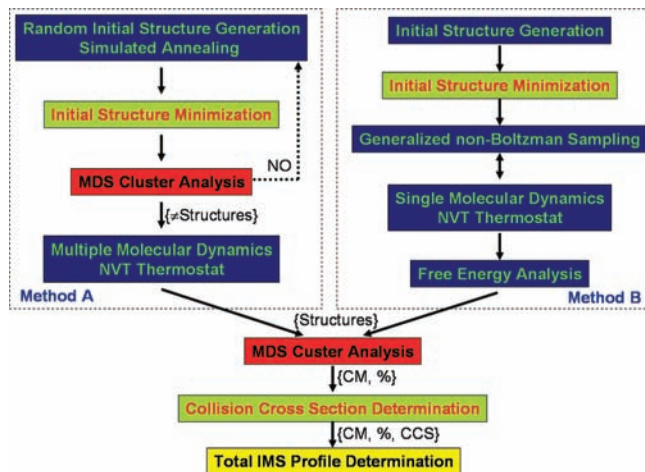 Random Initial Structure Generation
Simulated Annealing
Initial Structure Minimization
NO
MDS Cluster Analysis
{≠Structures}
Multiple Molecular Dynamics
NVT Thermostat
Method A
Initial Structure Generation
Initial Structure Minimization
Generalized non-Boltzman Sampling
Single Molecular Dynamics
NVT Thermostat
Free Energy Analysis
Method B
{Structures}
MDS Custer Analysis
{CM, %}
Collision Cross Section Determination
{CM, %, CCS}
Total IMS Profile Determination